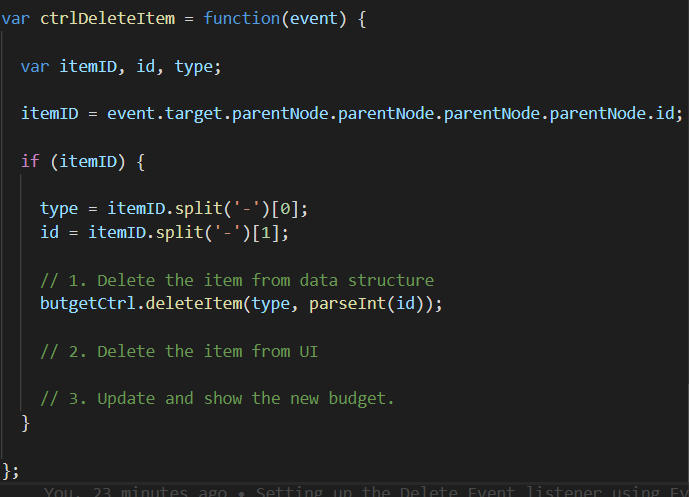 var ctrlDeleteItem = function(event) {
var itemID, id, type;
itemID = event.target.parentNode.parentNode.parentNode.parentNode.id;
if (itemID) {
type = itemID.split('-')[0];
id = itemID.split('-')[1];
// 1. Delete the item from data structure
butgetCtrl.deleteItem(type, parseInt(id));
// 2. Delete the item from UI
// 3. Update and show the new budget.
}
};
You, 23 minutes ago • Setting up the Delete Event listener using Ev